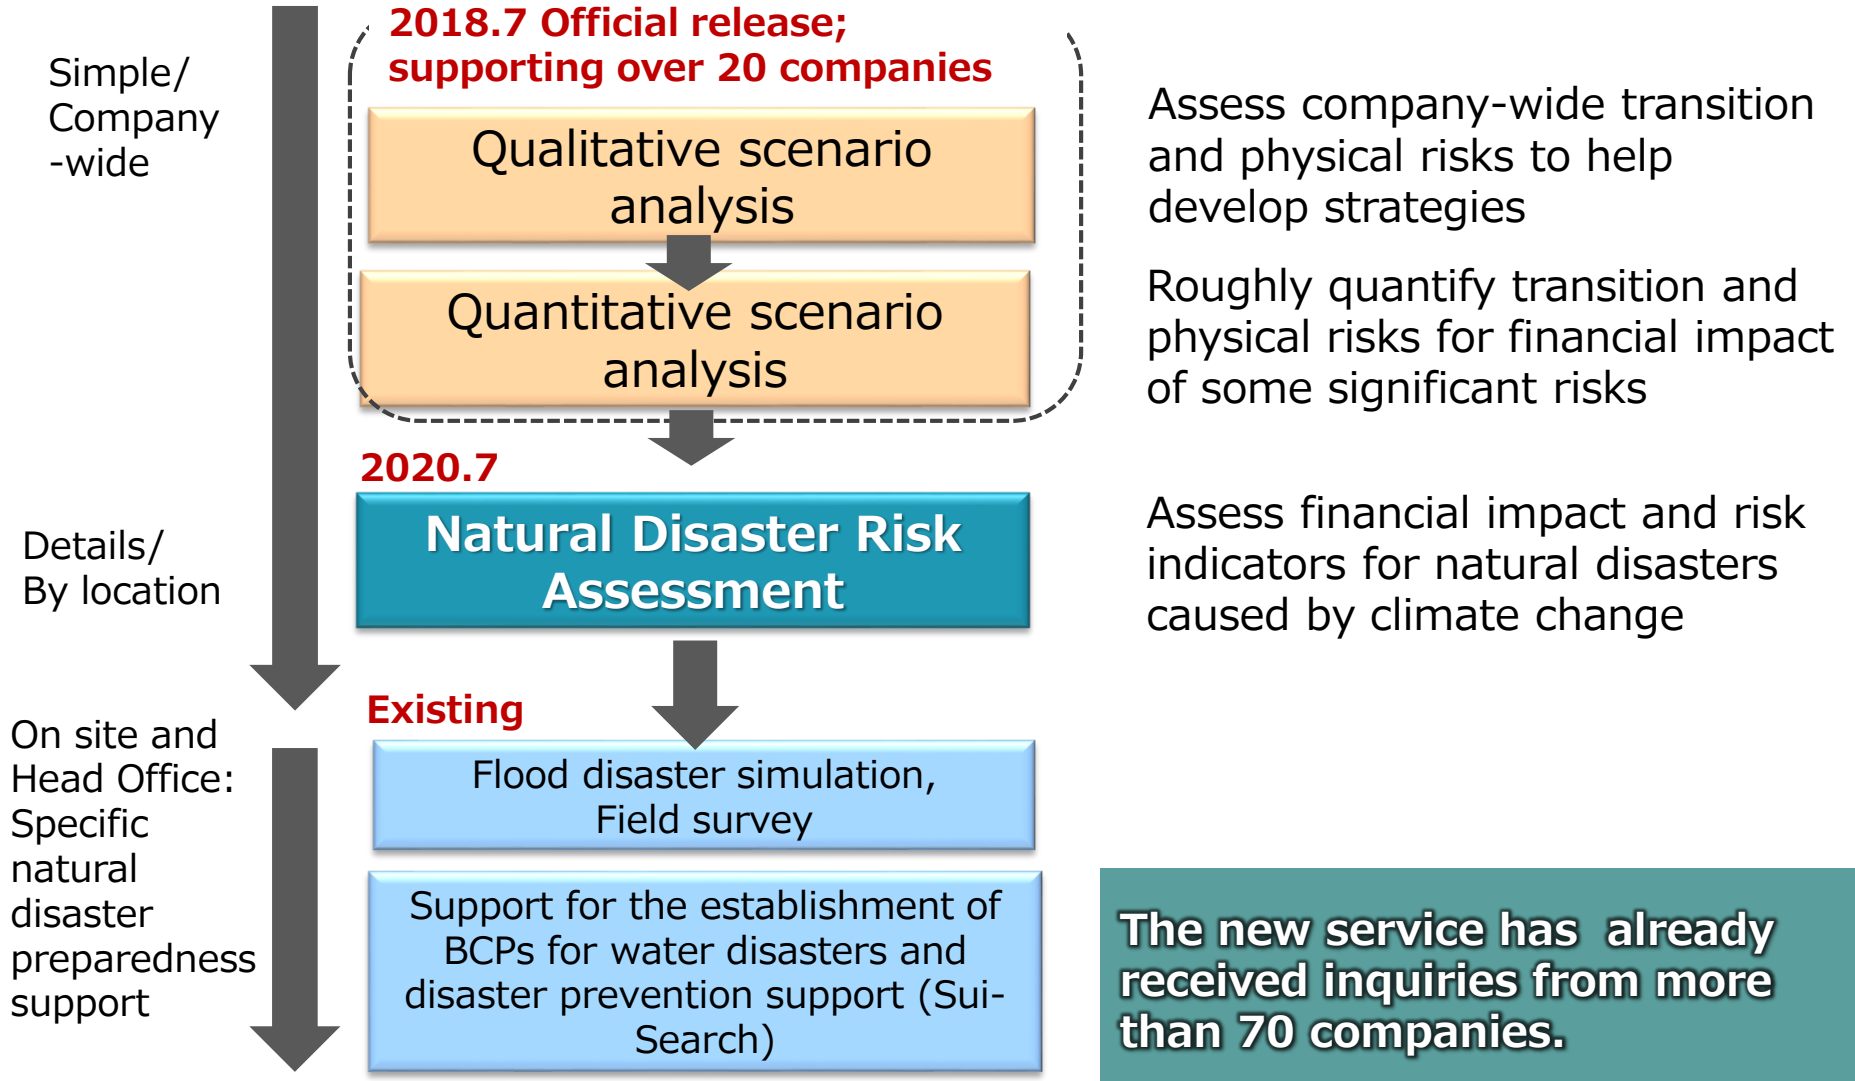 2018.7 Official release;
supporting over 20 companies
Simple/
Company
-wide
Qualitative scenario
analysis
Assess company-wide transition
and physical risks to help
develop strategies
Quantitative scenario
analysis
Roughly quantify transition and
physical risks for financial impact
of some significant risks
2020.7
Details/
By location
Natural Disaster Risk
Assessment
Assess financial impact and risk
indicators for natural disasters
caused by climate change
Existing
On site and
Head Office:
Specific
natural
disaster
preparedness
support
Flood disaster simulation,
Field survey
Support for the establishment of
BCPs for water disasters and
disaster prevention support (Sui-
Search)
The new service has  already
received inquiries from more
than 70 companies.